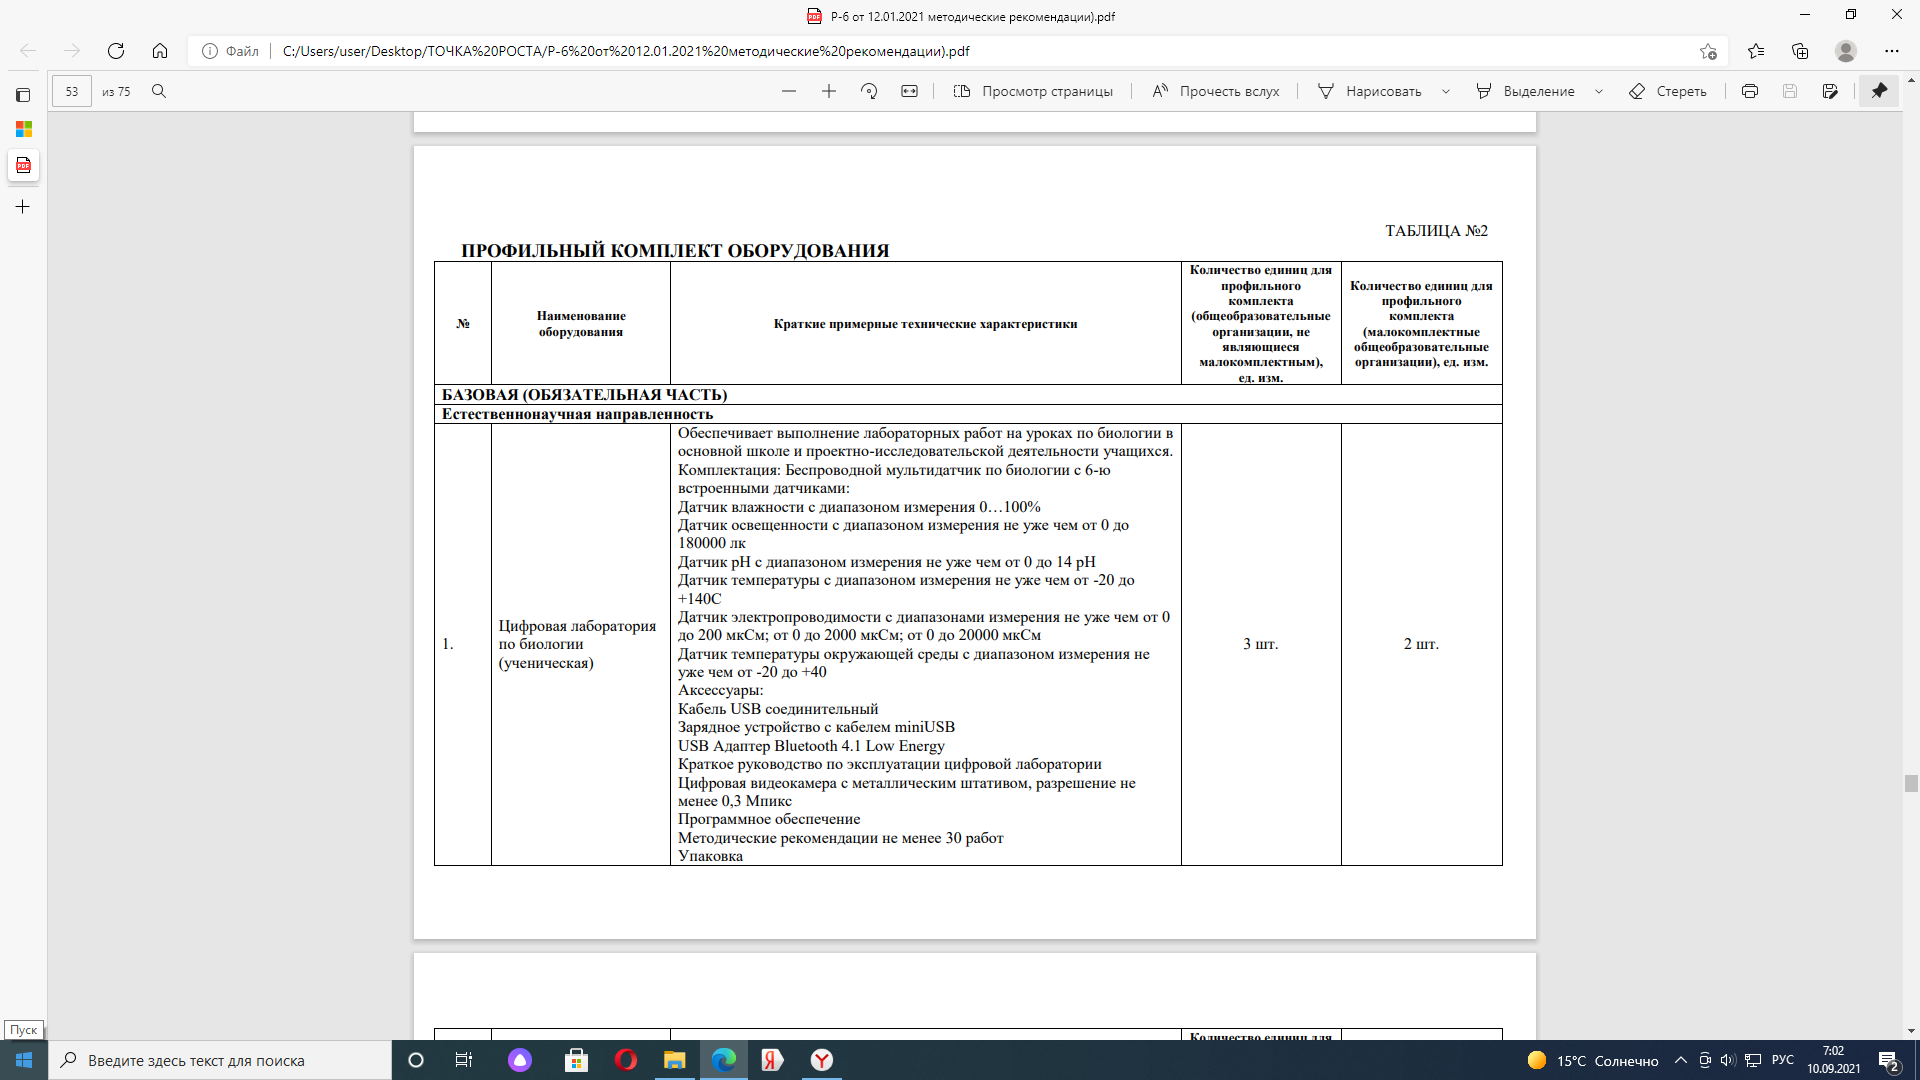 Р-6 от 12.01.2021 методические рекомендации).pdf
Файл
C:/Users/user/Desktop/ТОЧКА%20РОСТА/Р-6%20от%2012.01.2021%20методические%20рекомендации).pdf
53 из 75
Просмотр страницы
Прочесть вслух
Нарисовать
Выделение
Стереть
ТАБЛИЦА №2
ПРОФИЛЬНЫЙ КОМПЛЕКТ ОБОРУДОВАНИЯ
№
Наименование
оборудования
Краткие примерные технические характеристики
Количество единиц для
профильного
комплекта
(общеобразовательные
организации, не
являющиеся
малокомплектным),
ед. изм.
Количество единиц для
профильного
комплекта
(малокомплектные
общеобразовательные
организации), ед. изм.
БАЗОВАЯ (ОБЯЗАТЕЛЬНАЯ ЧАСТЬ)
Естественнонаучная направленность
1.
Цифровая лаборатория
по биологии
(ученическая)
Обеспечивает выполнение лабораторных работ на уроках по биологии в
основной школе и проектно-исследовательской деятельности учащихся.
Комплектация: Беспроводной мультидатчик по биологии с 6-ю
встроенными датчиками:
Датчик влажности с диапазоном измерения 0…100%
Датчик освещенности с диапазоном измерения не уже чем от 0 до
180000 лк
Датчик pH с диапазоном измерения не уже чем от 0 до 14 pH
Датчик температуры с диапазоном измерения не уже чем от -20 до
+140С
Датчик электропроводимости с диапазонами измерения не уже чем от 0
до 200 мкСм; от 0 до 2000 мкСм; от 0 до 20000 мкСм
Датчик температуры окружающей среды с диапазоном измерения не
уже чем от -20 до +40
Аксессуары:
Кабель USB соединительный
Зарядное устройство с кабелем miniUSB
USB Адаптер Bluetooth 4.1 Low Energy
Краткое руководство по эксплуатации цифровой лаборатории
Цифровая видеокамера с металлическим штативом, разрешение не
менее 0,3 Мпикс
Программное обеспечение
Методические рекомендации не менее 30 работ
Упаковка
3 шт.
2 шт.
Количество единиц для
Пуск
Введите здесь текст для поиска
15°C Солнечно
РУС
7:02
10.09.2021
2